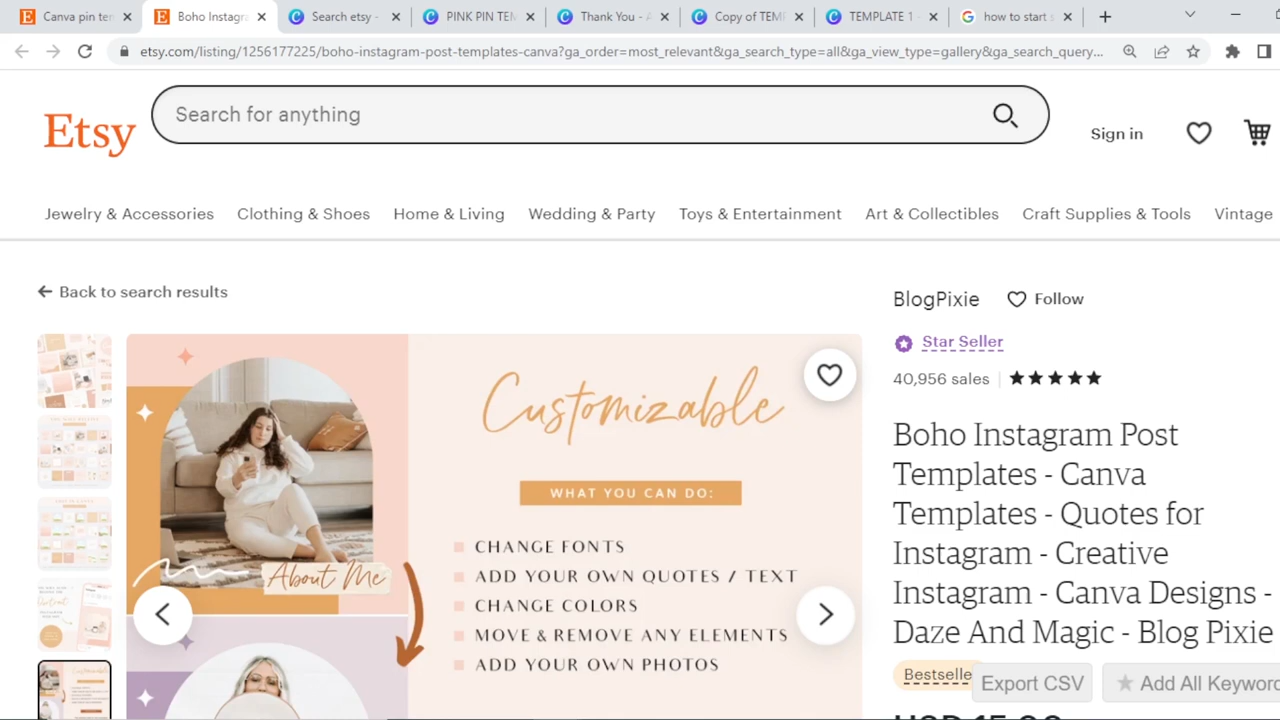 Canva pin ten
Boho Instagra
Search etsy -
PINK PIN TEM
Thank You - A
Copy of TEMP
TEMPLATE 1 -
how to start s
etsy.com/listing/1256177225/boho-instagram-post-templates-canva?ga_order=most_relevant&ga_search_type=all&ga_view_type=gallery&ga_search_query...
Etsy
Search for anything
Sign in
Jewelry & Accessories
Clothing & Shoes
Home & Living
Wedding & Party
Toys & Entertainment
Art & Collectibles
Craft Supplies & Tools
Vintage
Back to search results
BlogPixie
Follow
Star Seller
40,956 sales
Boho Instagram Post
Templates - Canva
Templates - Quotes for
Instagram - Creative
Instagram - Canva Designs -
Daze And Magic - Blog Pixie
Bestselle
Export CSV
Add All Keyword
Customizable
WHAT YOU CAN DO:
CHANGE FONTS
ADD YOUR OWN QUOTES / TEXT
CHANGE COLORS
MOVE & REMOVE ANY ELEMENTS
ADD YOUR OWN PHOTOS
About Me